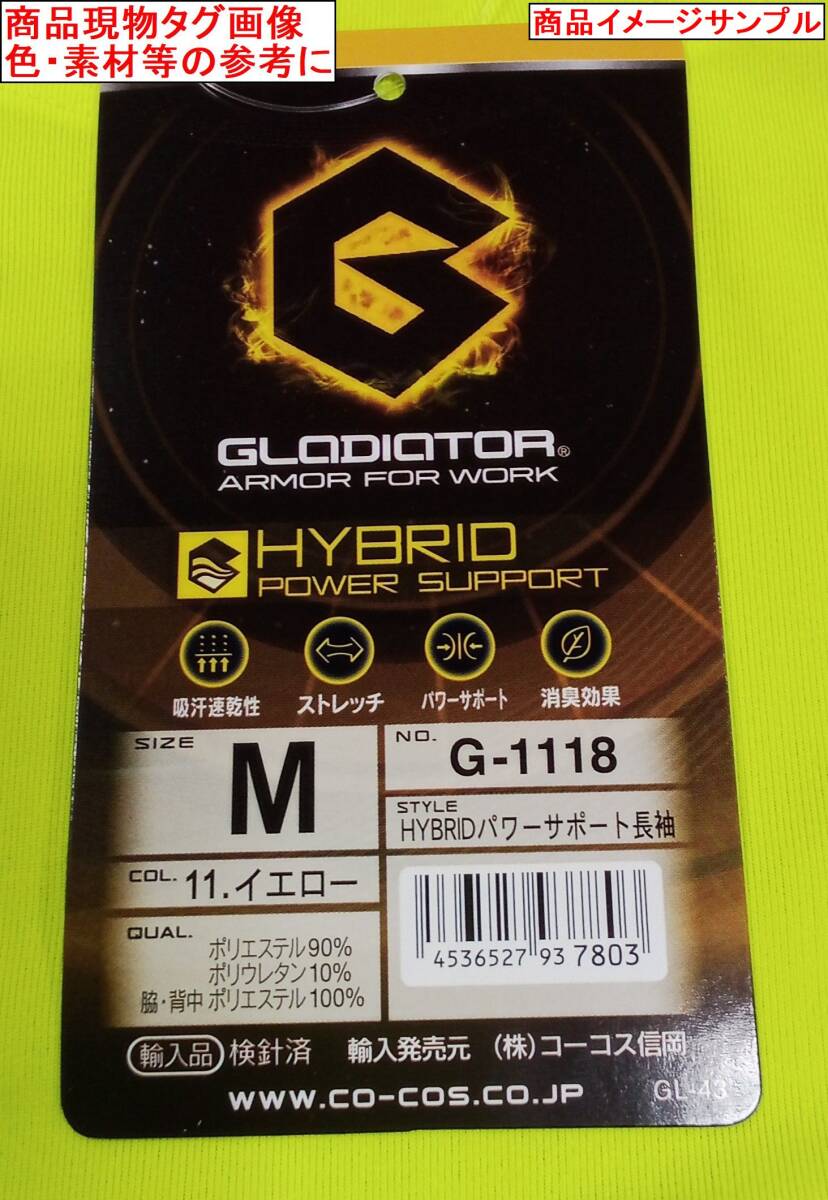 商品現物タグ画像
色・素材等の参考に
商品イメージサンプル
GLADIATOR®
ARMOR FOR WORK
HYBRID
POWER SUPPORT
吸汗速乾性
ストレッチ
パワーサポート
消臭効果
SIZE
M
NO.
G-1118
STYLE
HYBRIDパワーサポート長袖
COL. 11.イエロー
QUAL.
ポリエステル90%
ポリウレタン10%
脇・背中 ポリエステル100%
4536527 93 7803
輸入品 検針済 輸入発売元 (株)コーコス信岡
WWW.CO-COS.CO.JP
GL-43